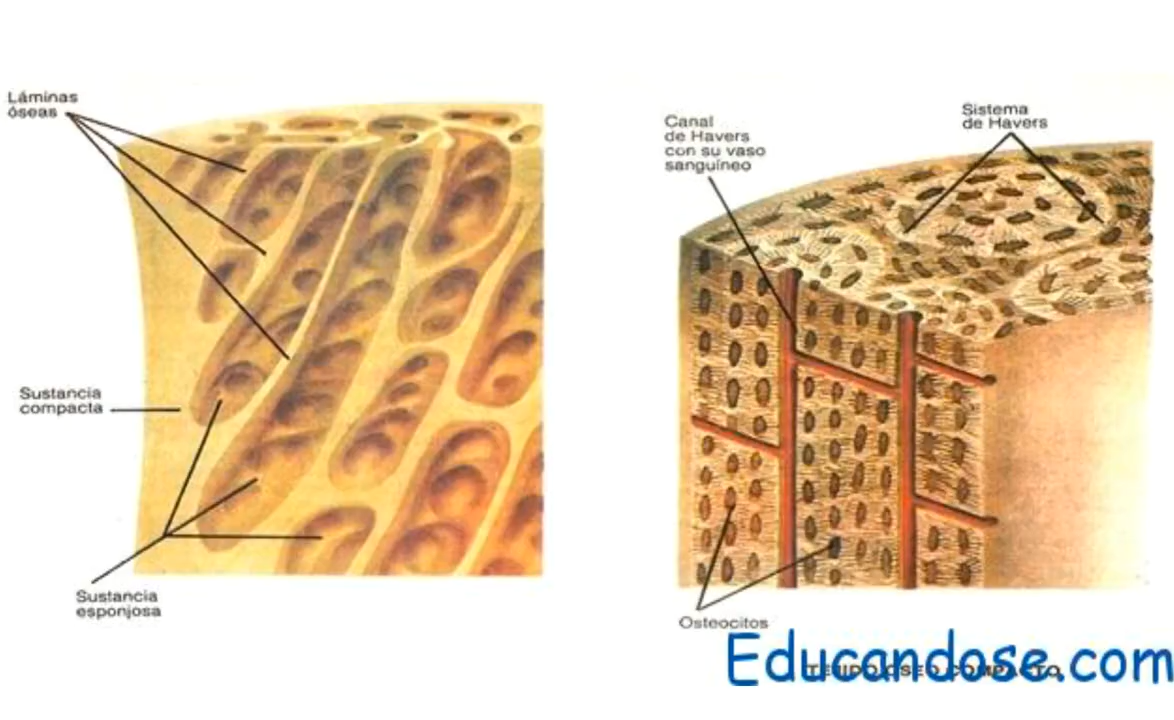 Láminas
óseas
Sustancia
compacta
Sustancia
esponjosa
Canal
de Havers
con su vaso
sanguíneo
Sistema
de Havers
Osteocitos
Educandose.com
TEJIDO OSEO COMPACTO